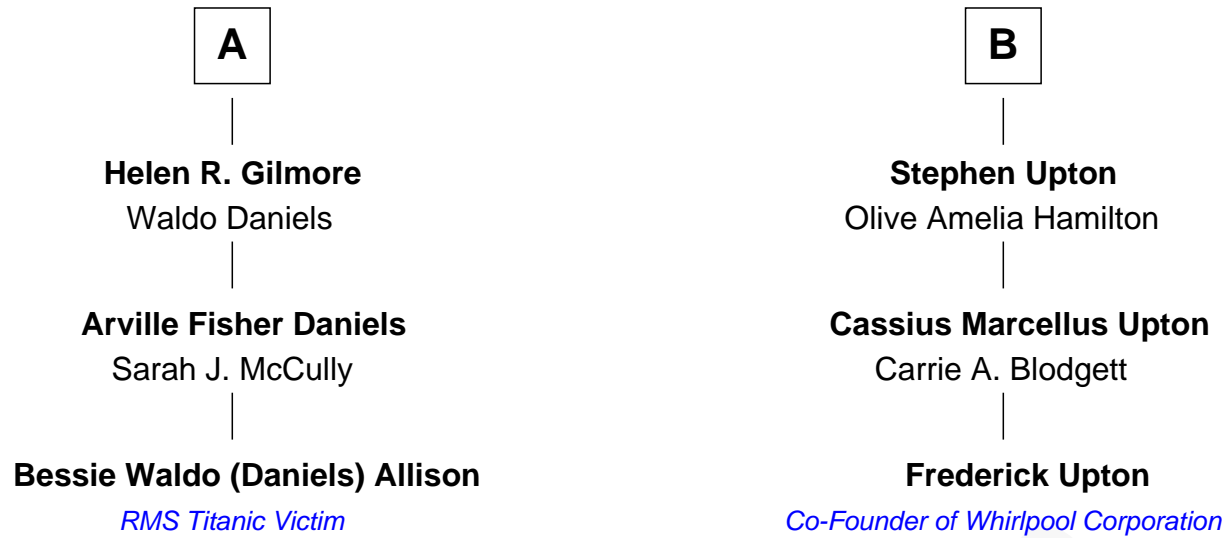 A
Helen R. Gilmore
Waldo Daniels
Arville Fisher Daniels
Sarah J. McCully
Bessie Waldo (Daniels) Allison
RMS Titanic Victim
B
Stephen Upton
Olive Amelia Hamilton
Cassius Marcellus Upton
Carrie A. Blodgett
Frederick Upton
Co-Founder of Whirlpool Corporation